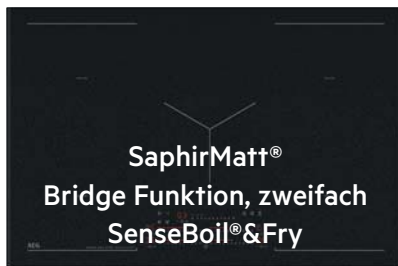 SaphirMatt®
Bridge Funktion, zweifach
SenseBoil®&Fry
AEG